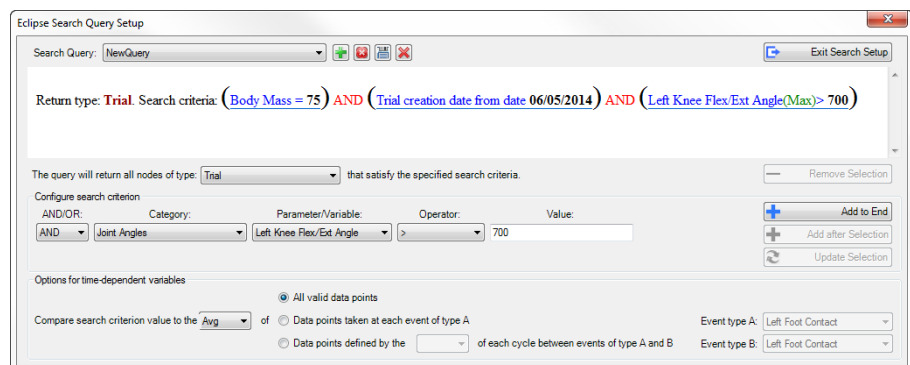 Eclipse Search Query Setup
Search Query: NewQuery Exit Search Setup
Return type: Trial. Search criteria: (Body Mass = 75) AND (Trial creation date from date 06/05/2014) AND (Left Knee Flex/Ext Angle(Max)> 700)
The query will return all nodes of type: Trial that satisfy the specified search criteria. Remove Selection
Configure search criterion
AND/OR: Category: Parameter/Variable: Operator: Value: Add to End
AND Joint Angles Left Knee Flex/Ext Angle > 700 Add after Selection
Update Selection
Options for time-dependent variables
All valid data points
Compare search criterion value to the Avg of Data points taken at each event of type A Event type A: Left Foot Contact
Data points defined by the of each cycle between events of type A and B Event type B: Left Foot Contact